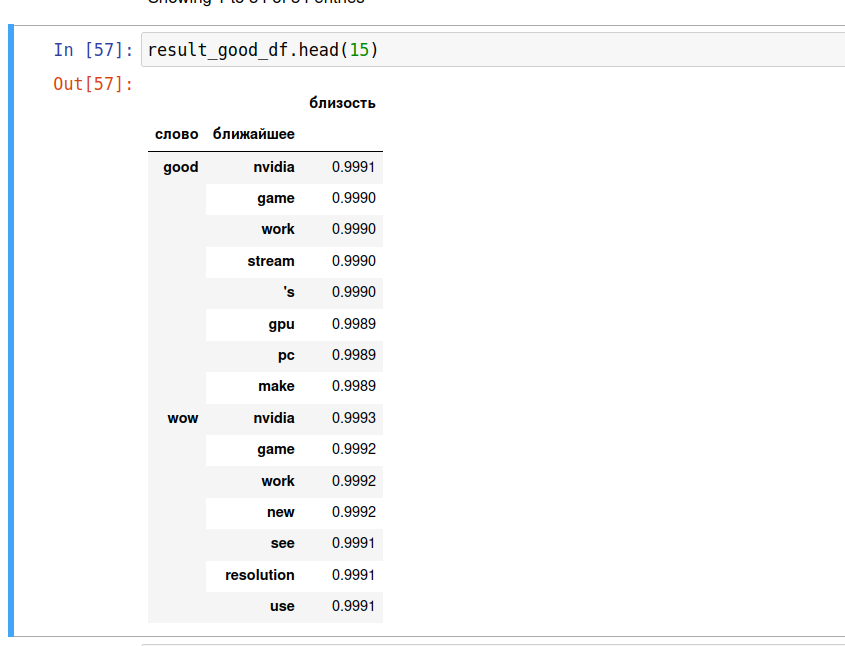 Showing 1 to 34 of 34 entries
In [57]: result_good_df.head(15)
Out[57]:
близость
слово ближайшее
good nvidia 0.9991
game 0.9990
work 0.9990
stream 0.9990
's 0.9990
gpu 0.9989
pc 0.9989
make 0.9989
wow nvidia 0.9993
game 0.9992
work 0.9992
new 0.9992
see 0.9991
resolution 0.9991
use 0.9991